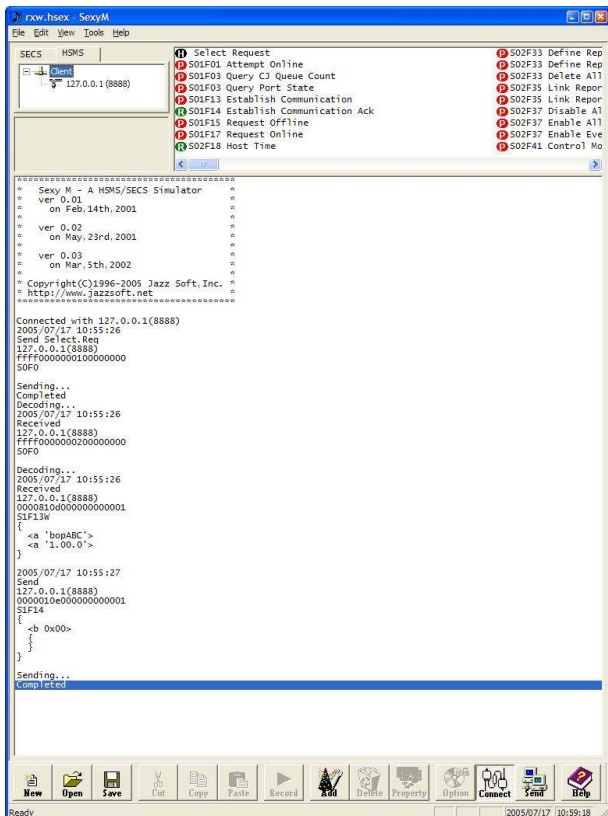 rxw.hsex - SexyM
File Edit View Tools Help
SECS HSMS
Client
127.0.0.1 (8888)
H Select Request
P S01F01 Attempt Online
P S01F03 Query CJ Queue Count
P S01F03 Query Port State
P S01F13 Establish Communication
R S01F14 Establish Communication Ack
P S01F15 Request Offline
P S01F17 Request Online
R S02F18 Host Time
P S02F33 Define Rep
P S02F33 Define Rep
P S02F33 Delete All
P S02F35 Link Repor
P S02F35 Link Repor
P S02F37 Disable Al
P S02F37 Enable All
P S02F37 Enable Eve
P S02F41 Control Mo
****************************************
* Sexy M - A HSMS/SECS Simulator *
* ver 0.01 *
* on Feb,14th,2001 *
* *
* ver 0.02 *
* on May,23rd,2001 *
* *
* ver 0.03 *
* on Mar,5th,2002 *
* *
* Copyright(C)1996-2005 Jazz Soft,Inc. *
* http://www.jazzsoft.net *
****************************************
Connected with 127.0.0.1(8888)
2005/07/17 10:55:26
Send Select.Req
127.0.0.1(8888)
ffff0000000100000000
S0F0
Sending...
Completed
Decoding...
2005/07/17 10:55:26
Received
127.0.0.1(8888)
ffff0000000200000000
S0F0
Decoding...
2005/07/17 10:55:26
Received
127.0.0.1(8888)
0000810d000000000001
S1F13W
{
<a 'bopABC'>
<a '1.00.0'>
}
2005/07/17 10:55:27
Send
127.0.0.1(8888)
0000010e000000000001
S1F14
{
<b 0x00>
{
}
}
Sending...
Completed
New Open Save Cut Copy Paste Record Add Delete Property Option Connect Send Help
Ready 2005/07/17 10:59:18